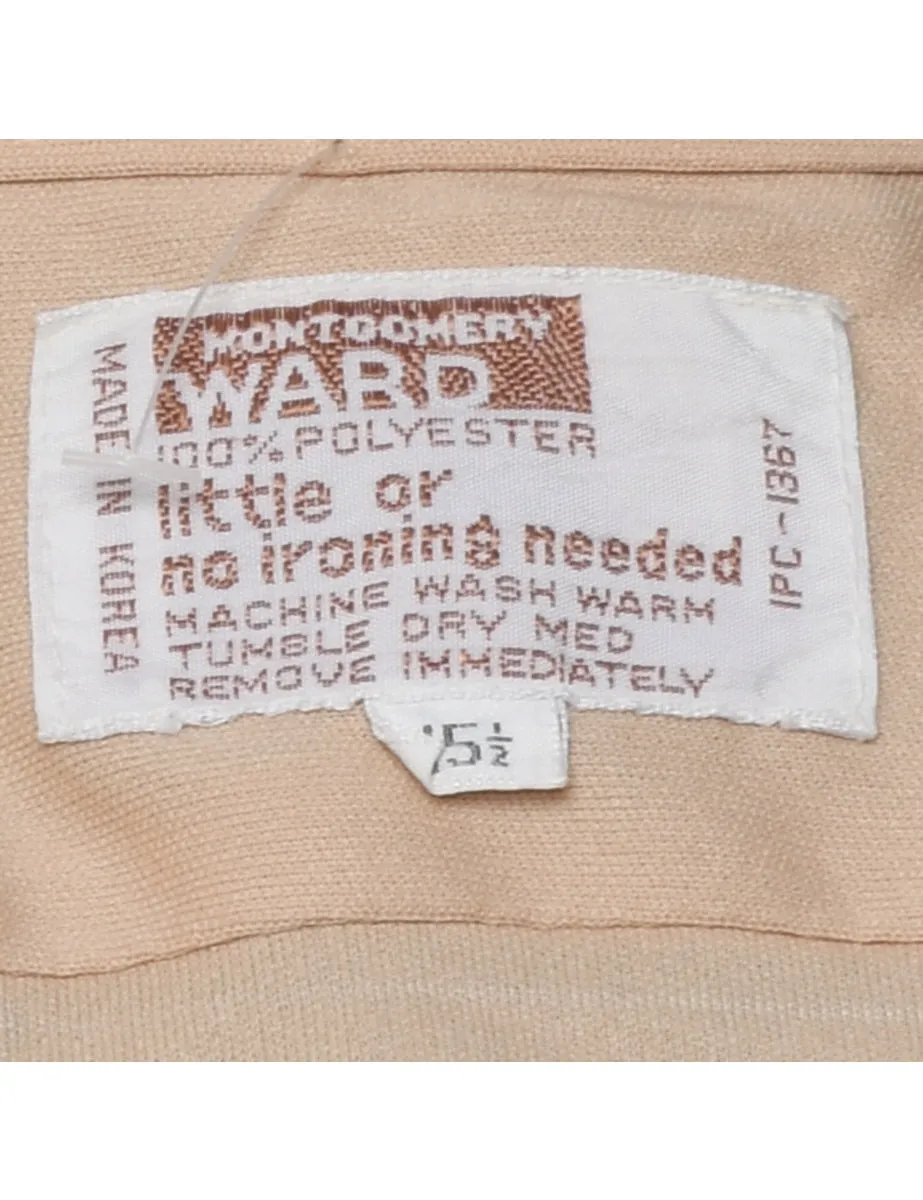 MONTGOMERY
WARD
100% POLYESTER
little or
no ironing needed
MACHINE WASH WARM
TUMBLE DRY MED
REMOVE IMMEDIATELY
MADE IN KOREA
IPC-1367
15½